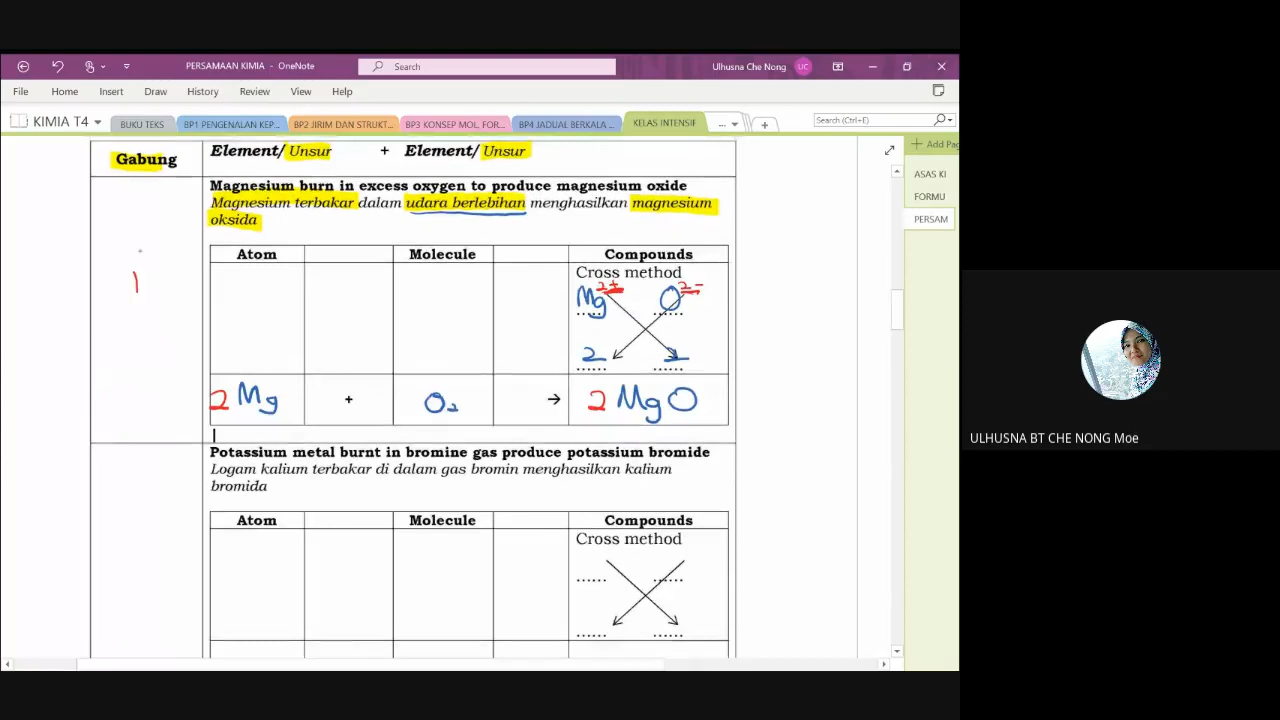 PERSAMAAN KIMIA - OneNote
Search
Ulhusna Che Nong
UC
File Home Insert Draw History Review View Help
KIMIA T4
BUKU TEKS
BP1 PENGENALAN KEP...
BP2 JIRIM DAN STRUKT...
BP3 KONSEP MOL, FOR...
BP4 JADUAL BERKALA ...
KELAS INTENSIF
...
Search (Ctrl+E)
Gabung
Element/Unsur + Element/Unsur
Add Pag
ASAS KI
FORMU
PERSAM
Magnesium burn in excess oxygen to produce magnesium oxide
Magnesium terbakar dalam udara berlebihan menghasilkan magnesium
oksida
1
Atom Molecule Compounds
Cross method
Mg2+ O2-
...... ......
2 2
...... ......
2 Mg + O2 → 2 MgO
Potassium metal burnt in bromine gas produce potassium bromide
Logam kalium terbakar di dalam gas bromin menghasilkan kalium
bromida
Atom Molecule Compounds
Cross method
...... ......
...... ......
ULHUSNA BT CHE NONG Moe